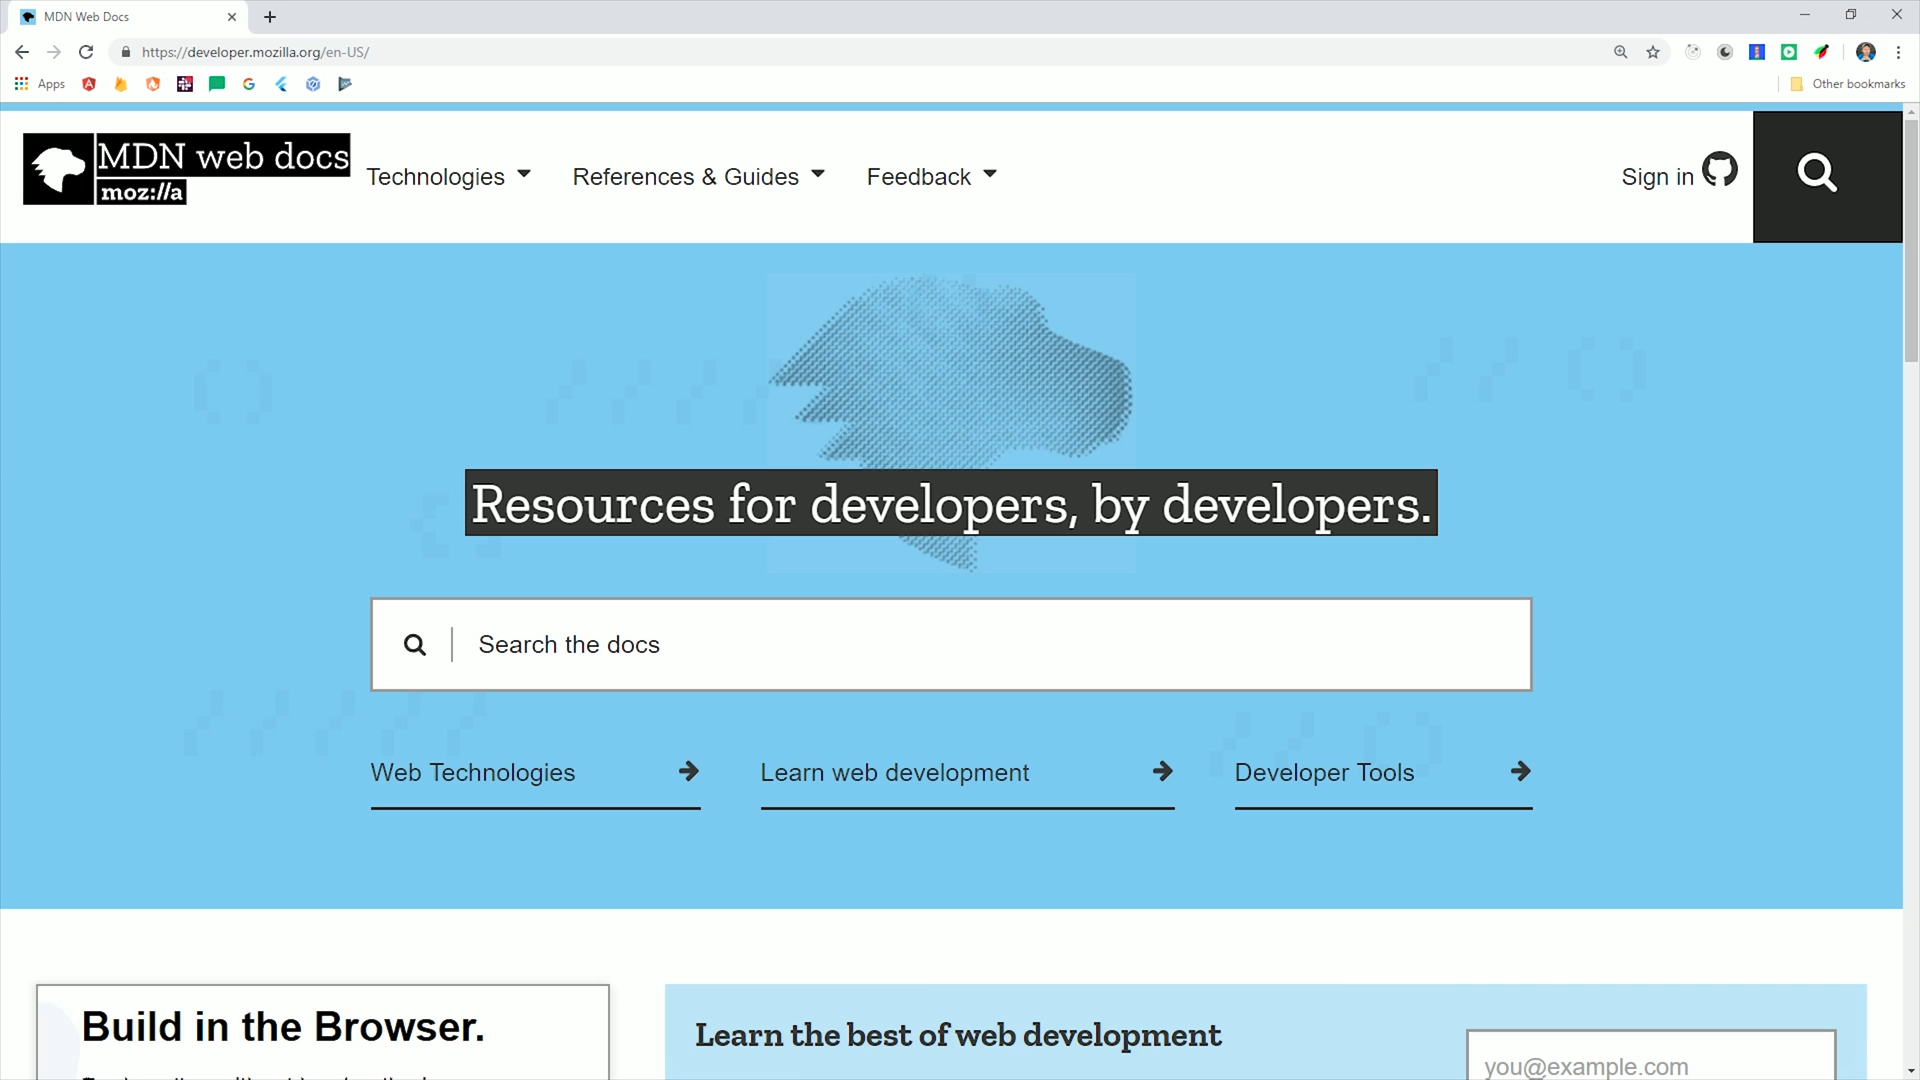 MDN Web Docs
https://developer.mozilla.org/en-US/
Apps
Other bookmarks
MDN web docs
moz://a
Technologies
References & Guides
Feedback
Sign in
Resources for developers, by developers.
Search the docs
Web Technologies
Learn web development
Developer Tools
Build in the Browser.
Learn the best of web development
you@example.com